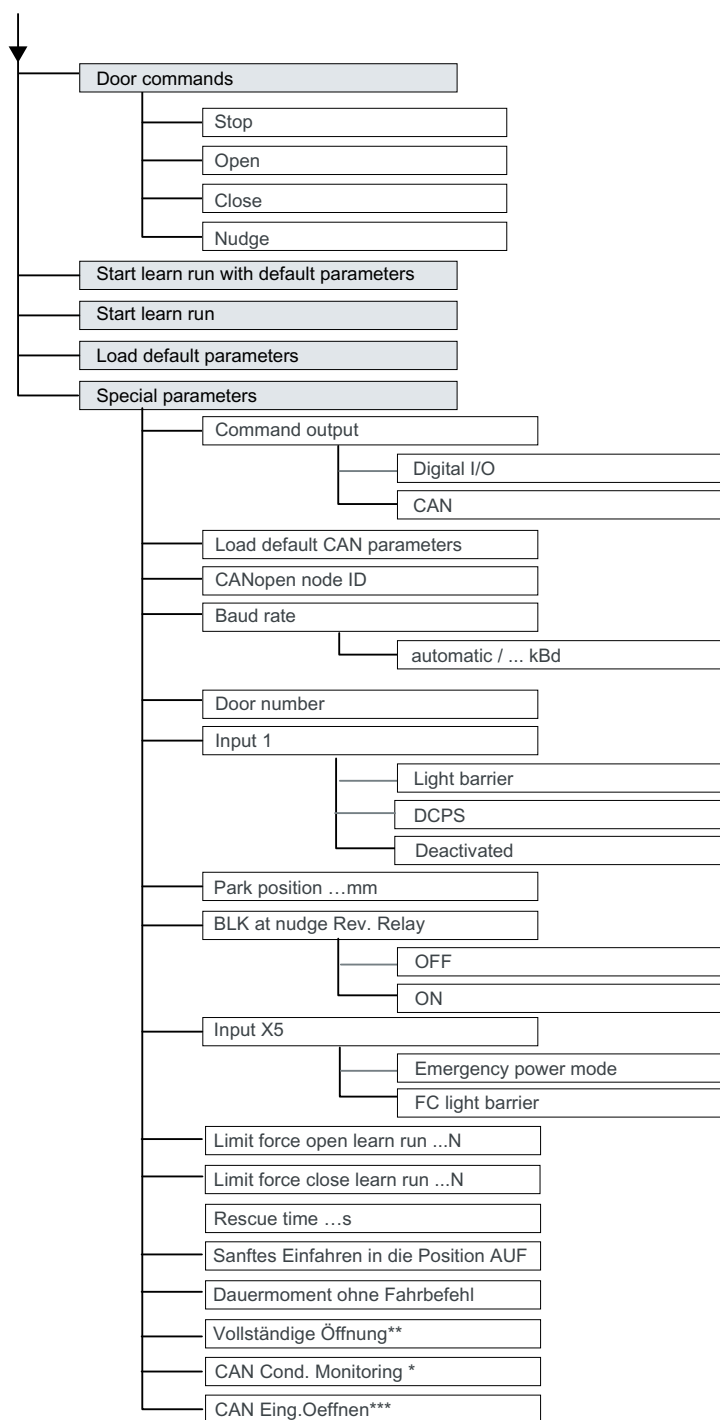 Door commands
Stop
Open
Close
Nudge
Start learn run with default parameters
Start learn run
Load default parameters
Special parameters
Command output
Digital I/O
CAN
Load default CAN parameters
CANopen node ID
Baud rate
automatic / ... kBd
Door number
Input 1
Light barrier
DCPS
Deactivated
Park position …mm
BLK at nudge Rev. Relay
OFF
ON
Input X5
Emergency power mode
FC light barrier
Limit force open learn run ...N
Limit force close learn run ...N
Rescue time …s
Sanftes Einfahren in die Position AUF
Dauermoment ohne Fahrbefehl
Vollständige Öffnung**
CAN Cond. Monitoring *
CAN Eing.Oeffnen***